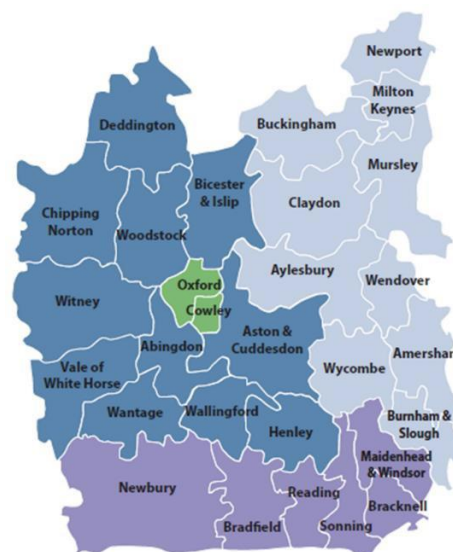 Newport
Milton
Keynes
Deddington
Buckingham
Mursley
Bicester
& Islip
Chipping
Norton
Claydon
Woodstock
Aylesbury
Wendover
Oxford
Witney
Cowley
Aston &
Cuddesdon
Abingdon
Amersham
Wycombe
Vale of
White Horse
Wantage
Wallingford
Burnham &
Slough
Henley
Maidenhead
& Windsor
Newbury
Reading
Bracknell
Bradfield
Sonning